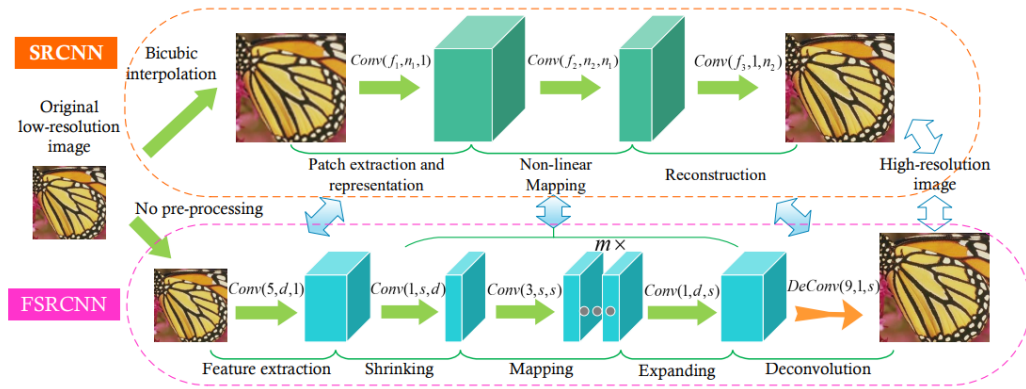 SRCNN
Bicubic
interpolation
Original
low-resolution
image
Conv(f₁,n₁,1)
Conv(f₂,n₂,n₁)
Conv(f₃,1,n₂)
Patch extraction and
representation
Non-linear
Mapping
Reconstruction
High-resolution
image
No pre-processing
m×
FSRCNN
Conv(5,d,1)
Conv(1,s,d)
Conv(3,s,s)
Conv(1,d,s)
DeConv(9,1,s)
Feature extraction
Shrinking
Mapping
Expanding
Deconvolution